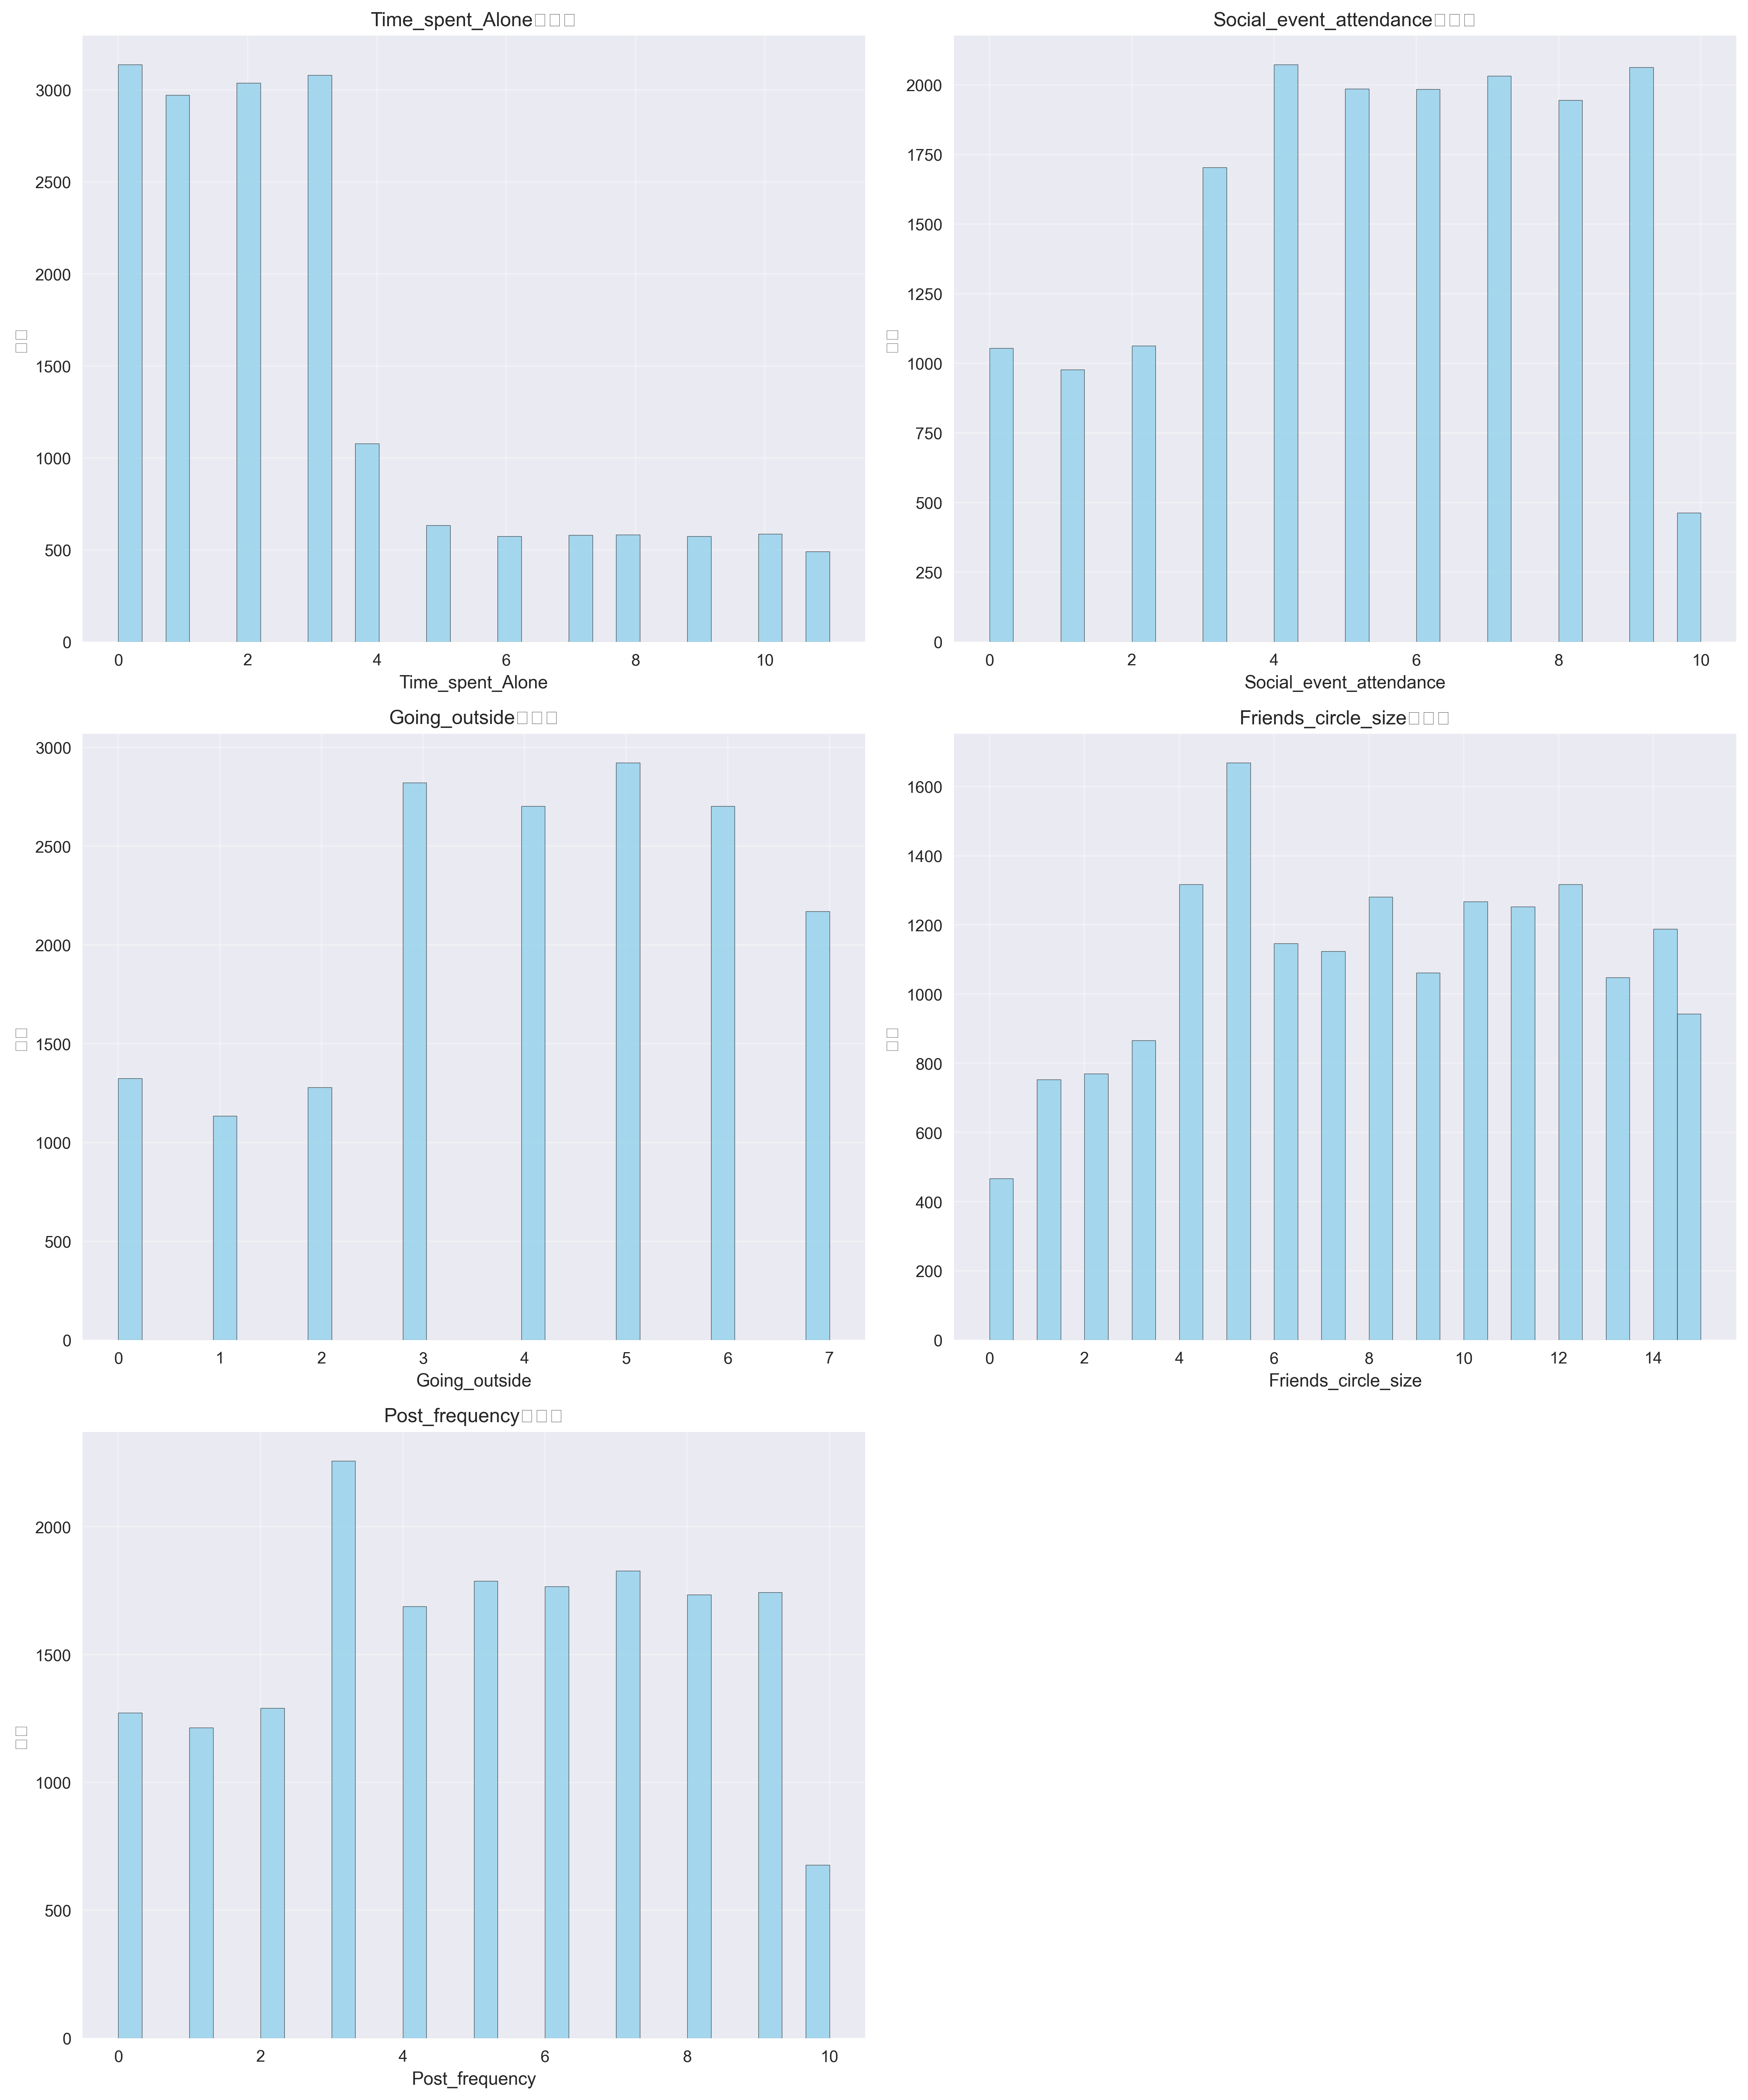 Time_spent_Alone
3000
2500
2000
1500
1000
500
0
0 2 4 6 8 10
Time_spent_Alone
Social_event_attendance
2000
1750
1500
1250
1000
750
500
250
0
0 2 4 6 8 10
Social_event_attendance
Going_outside
3000
2500
2000
1500
1000
500
0
0 1 2 3 4 5 6 7
Going_outside
Friends_circle_size
1600
1400
1200
1000
800
600
400
200
0
0 2 4 6 8 10 12 14
Friends_circle_size
Post_frequency
2000
1500
1000
500
0
0 2 4 6 8 10
Post_frequency